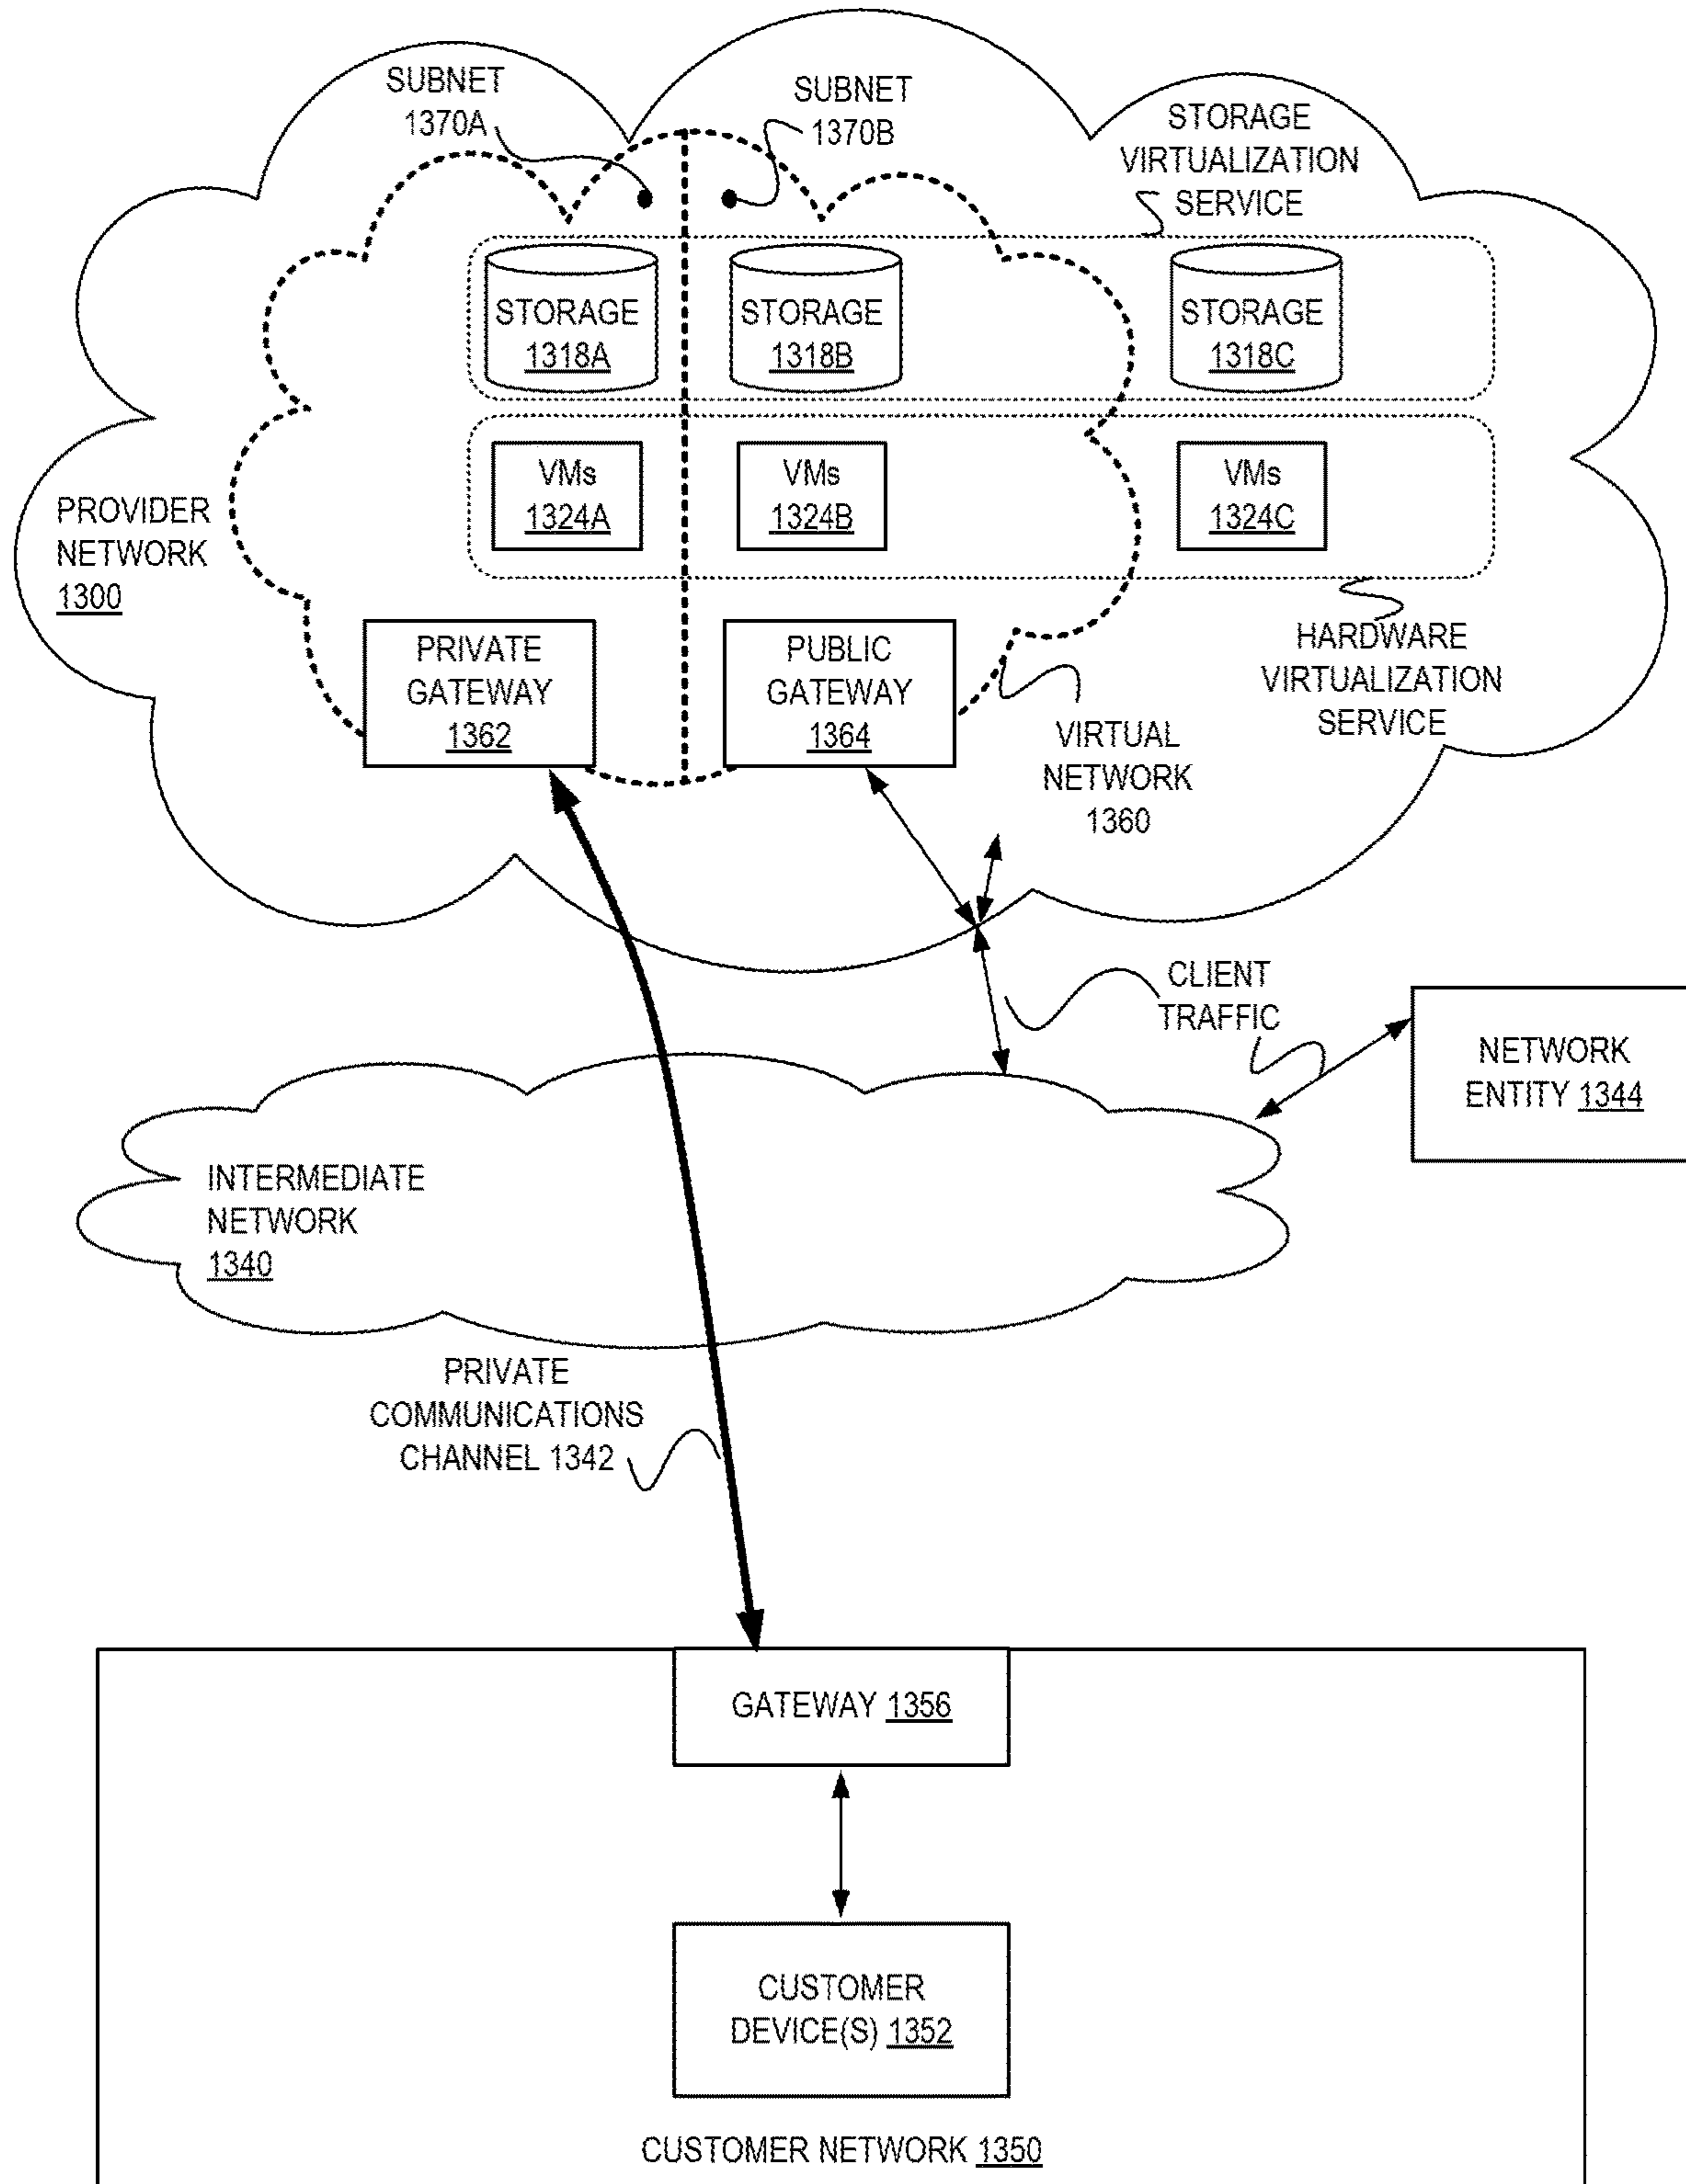 SUBNET
1370A
SUBNET
1370B
STORAGE
VIRTUALIZATION
SERVICE
STORAGE
1318A
STORAGE
1318B
STORAGE
1318C
VMs
1324A
VMs
1324B
VMs
1324C
PROVIDER
NETWORK
1300
PRIVATE
GATEWAY
1362
PUBLIC
GATEWAY
1364
HARDWARE
VIRTUALIZATION
SERVICE
VIRTUAL
NETWORK
1360
CLIENT
TRAFFIC
NETWORK
ENTITY 1344
INTERMEDIATE
NETWORK
1340
PRIVATE
COMMUNICATIONS
CHANNEL 1342
GATEWAY 1356
CUSTOMER
DEVICE(S) 1352
CUSTOMER NETWORK 1350